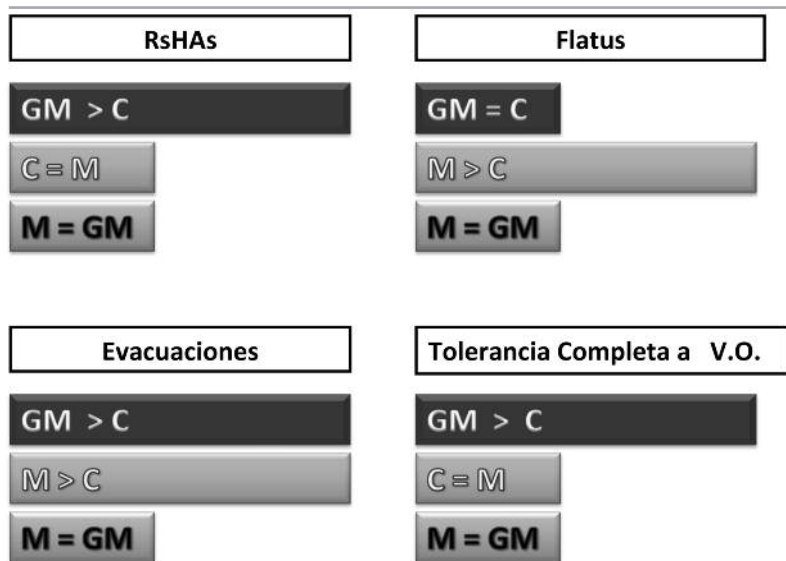 RsHAs
GM > C
C = M
M = GM
Flatus
GM = C
M > C
M = GM
Evacuaciones
GM > C
M > C
M = GM
Tolerancia Completa a V.O.
GM > C
C = M
M = GM